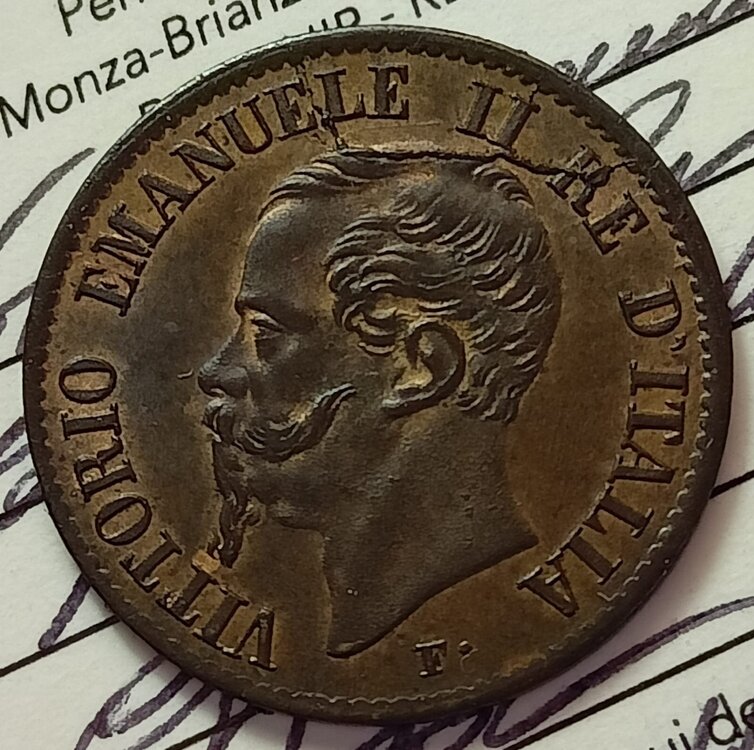 Monza-Brianz
VITTORIO EMANUELE II RE D'ITALIA
F.